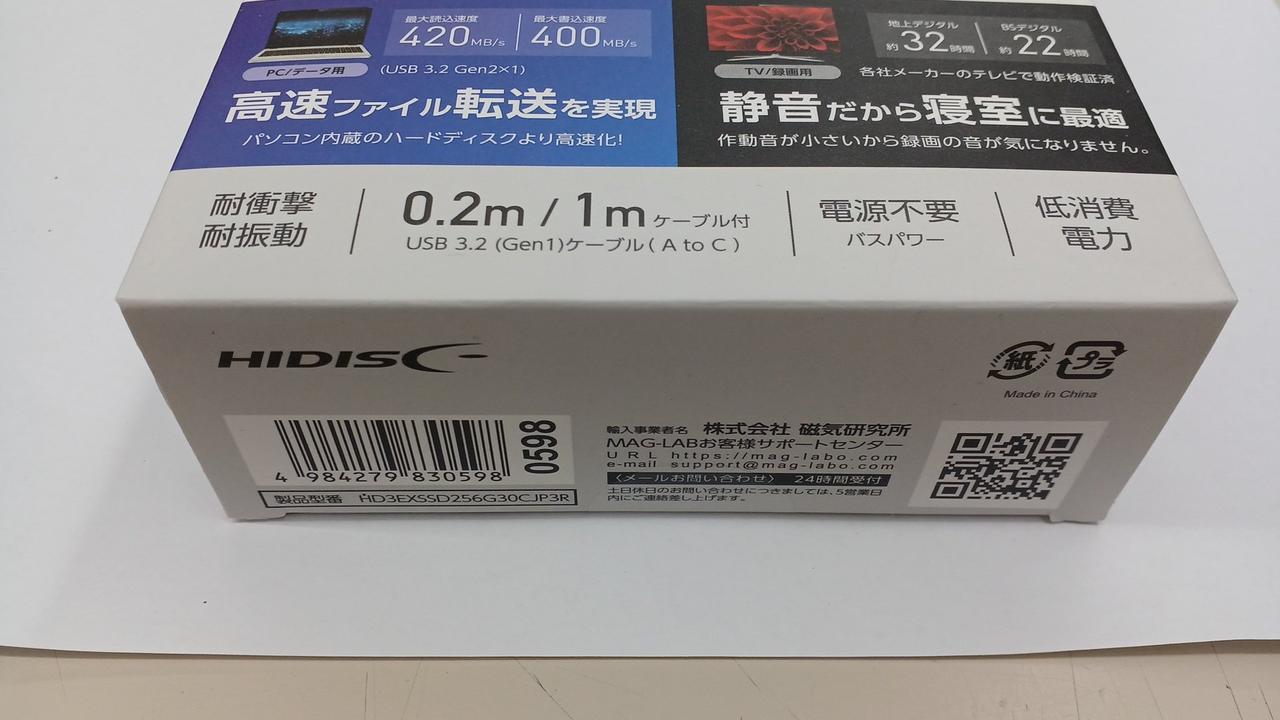 最大読込速度
420MB/s
最大書込速度
400MB/s
PC/データ用
(USB 3.2 Gen2×1)
高速ファイル転送を実現
パソコン内蔵のハードディスクより高速化!
地上デジタル
約32時間
BSデジタル
約22時間
TV/録画用
各社メーカーのテレビで動作検証済
静音だから寝室に最適
作動音が小さいから録画の音が気になりません。
耐衝撃
耐振動
0.2m / 1m ケーブル付
USB 3.2 (Gen1)ケーブル( A to C )
電源不要
バスパワー
低消費
電力
HIDISC
紙
プラ
Made in China
4 984279 830598
0598
製品型番 HD3EXSSD256G30CJP3R
輸入事業者名 株式会社 磁気研究所
MAG-LABお客様サポートセンター
URL https://mag-labo.com
e-mail support@mag-labo.com
〈メールお問い合わせ〉 24時間受付
土日休日のお問い合わせにつきましては、5営業日
内にご連絡差し上げます。